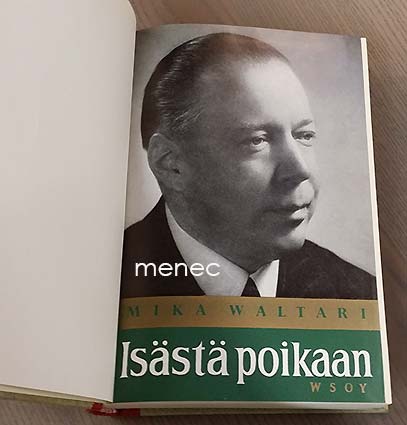 menec
MIKA WALTARI
Isästä poikaan
WSOY